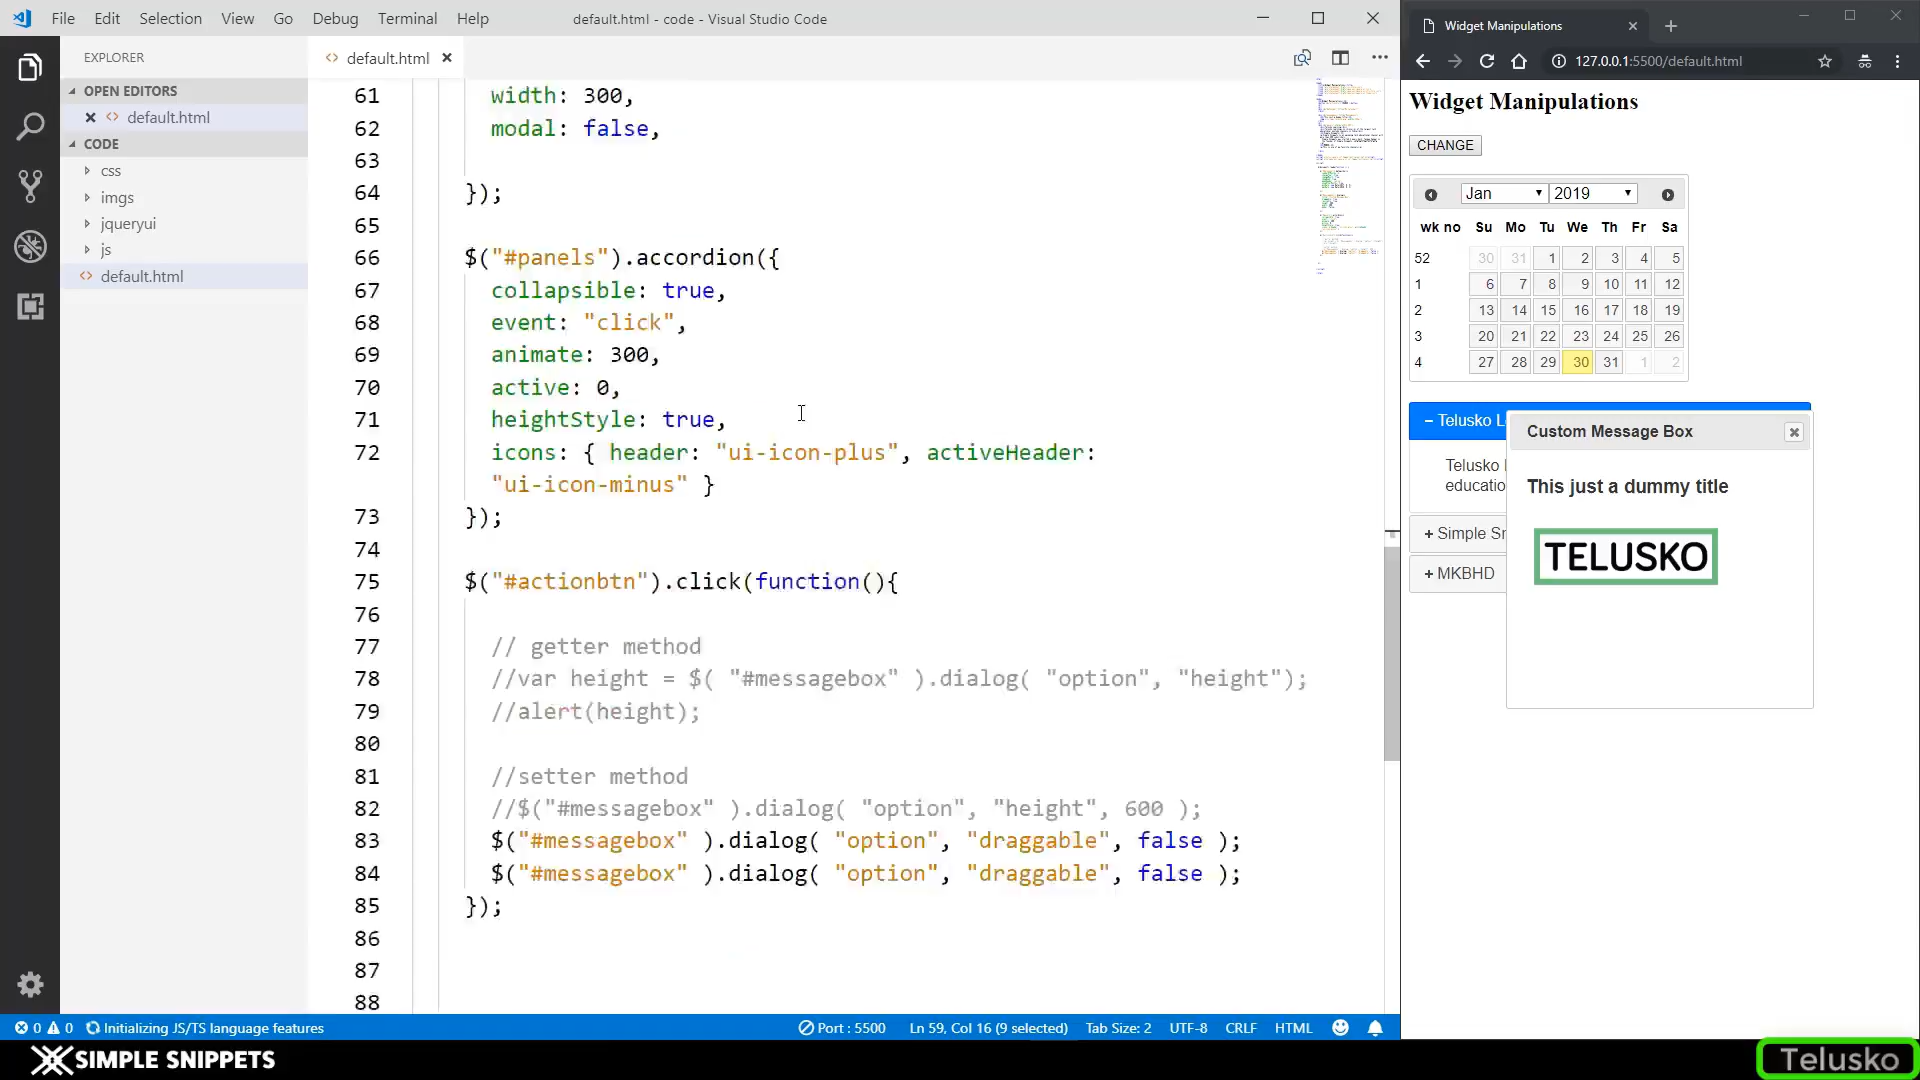 File Edit Selection View Go Debug Terminal Help
default.html - code - Visual Studio Code
EXPLORER
OPEN EDITORS
default.html
CODE
css
imgs
jqueryui
js
default.html
default.html
61 width: 300,
62 modal: false,
63
64 });
65
66 $("#panels").accordion({
67 collapsible: true,
68 event: "click",
69 animate: 300,
70 active: 0,
71 heightStyle: true,
72 icons: { header: "ui-icon-plus", activeHeader:
"ui-icon-minus" }
73 });
74
75 $("#actionbtn").click(function(){
76
77 // getter method
78 //var height = $( "#messagebox" ).dialog( "option", "height");
79 //alert(height);
80
81 //setter method
82 //$("#messagebox" ).dialog( "option", "height", 600 );
83 $("#messagebox" ).dialog( "option", "draggable", false );
84 $("#messagebox" ).dialog( "option", "draggable", false );
85 });
86
87
88
0 0 Initializing JS/TS language features
Port : 5500 Ln 59, Col 16 (9 selected) Tab Size: 2 UTF-8 CRLF HTML
Widget Manipulations
127.0.0.1:5500/default.html
Widget Manipulations
CHANGE
Jan 2019
wk no Su Mo Tu We Th Fr Sa
52 30 31 1 2 3 4 5
1 6 7 8 9 10 11 12
2 13 14 15 16 17 18 19
3 20 21 22 23 24 25 26
4 27 28 29 30 31 1 2
Telusko L
Telusko
educatio
Simple Sn
MKBHD
Custom Message Box
This just a dummy title
TELUSKO
SIMPLE SNIPPETS
Telusko